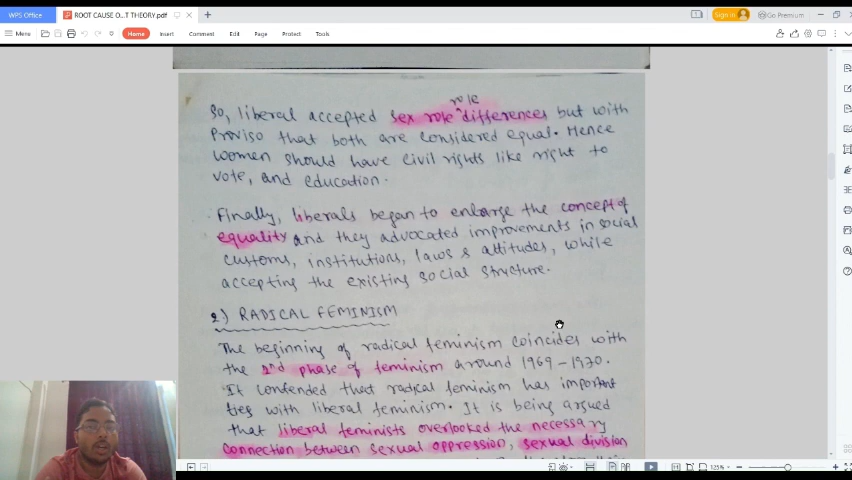 WPS Office
ROOT CAUSE O...T THEORY.pdf
Sign in
Go Premium
Menu
Home
Insert
Comment
Edit
Page
Protect
Tools
role
So, liberal accepted sex role differences but with
Proviso that both are considered equal. Hence
women should have civil rights like right to
vote, and education.
Finally, liberals began to enlarge the concept of
equality and they advocated improvements in social
customs, institutions, laws & attitudes, while
accepting the existing social structure.
2) RADICAL FEMINISM
The beginning of radical feminism coincides with
the 2nd phase of feminism around 1969-1970.
It contended that radical feminism has important
ties with liberal feminism. It is being argued
that liberal feminists overlooked the necessary
connection between sexual oppression, sexual division
125%